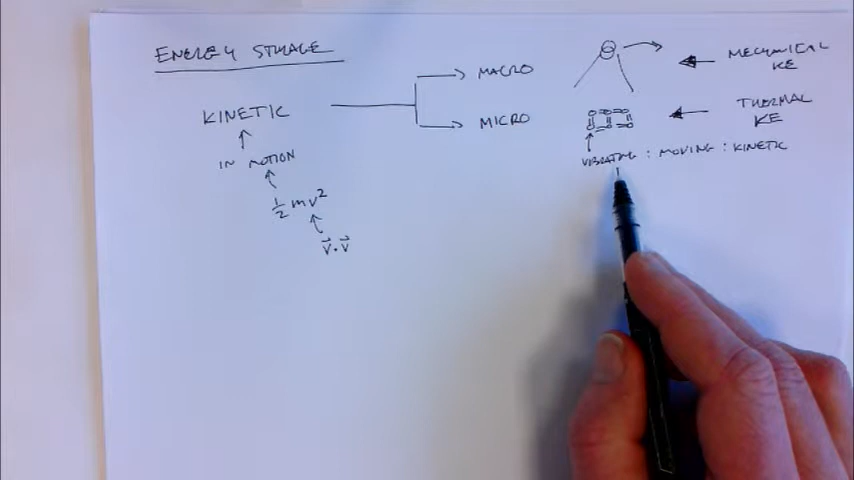 ENERGY STORAGE
KINETIC
IN MOTION
1/2 mv²
v⃗ · v⃗
MACRO
MICRO
MECHANICAL
KE
THERMAL
KE
VIBRATING : MOVING : KINETIC